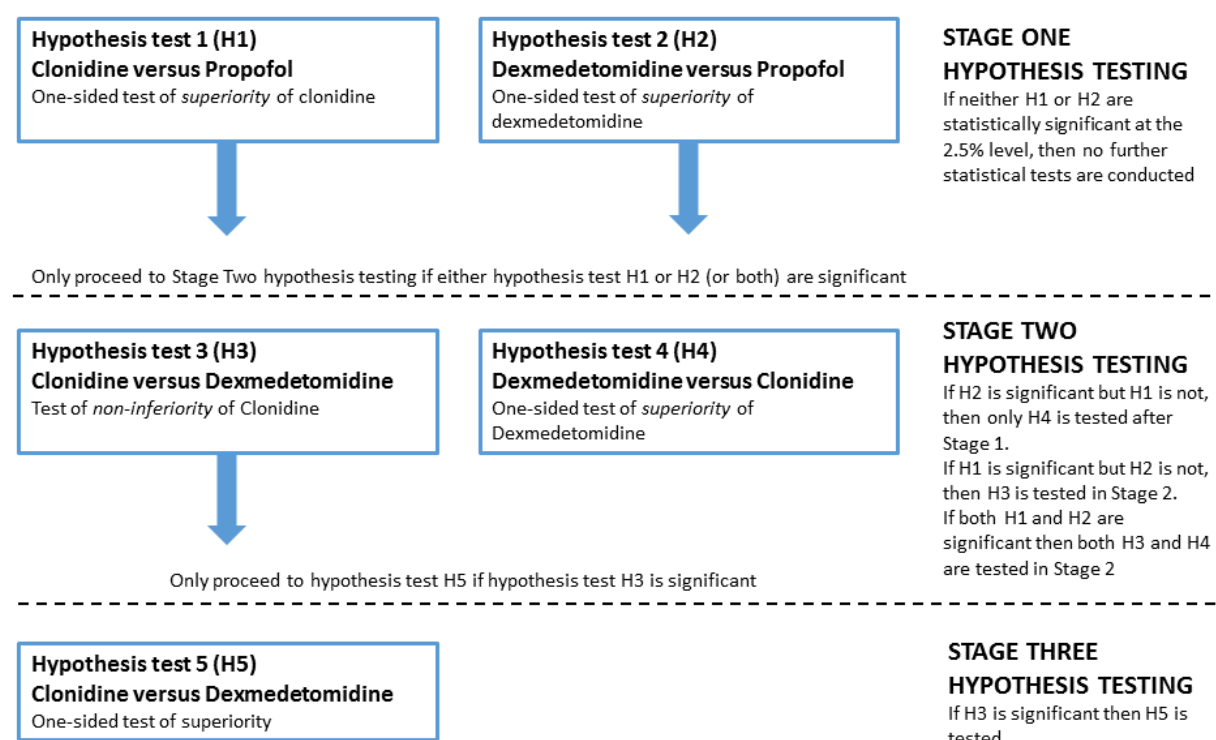 Hypothesis test 1 (H1)
Clonidine versus Propofol
One-sided test of superiority of clonidine
Hypothesis test 2 (H2)
Dexmedetomidine versus Propofol
One-sided test of superiority of
dexmedetomidine
STAGE ONE
HYPOTHESIS TESTING
If neither H1 or H2 are
statistically significant at the
2.5% level, then no further
statistical tests are conducted
Only proceed to Stage Two hypothesis testing if either hypothesis test H1 or H2 (or both) are significant
Hypothesis test 3 (H3)
Clonidine versus Dexmedetomidine
Test of non-inferiority of Clonidine
Hypothesis test 4 (H4)
Dexmedetomidine versus Clonidine
One-sided test of superiority of
Dexmedetomidine
STAGE TWO
HYPOTHESIS TESTING
If H2 is significant but H1 is not,
then only H4 is tested after
Stage 1.
If H1 is significant but H2 is not,
then H3 is tested in Stage 2.
If both H1 and H2 are
significant then both H3 and H4
are tested in Stage 2
Only proceed to hypothesis test H5 if hypothesis test H3 is significant
Hypothesis test 5 (H5)
Clonidine versus Dexmedetomidine
One-sided test of superiority
STAGE THREE
HYPOTHESIS TESTING
If H3 is significant then H5 is
tested